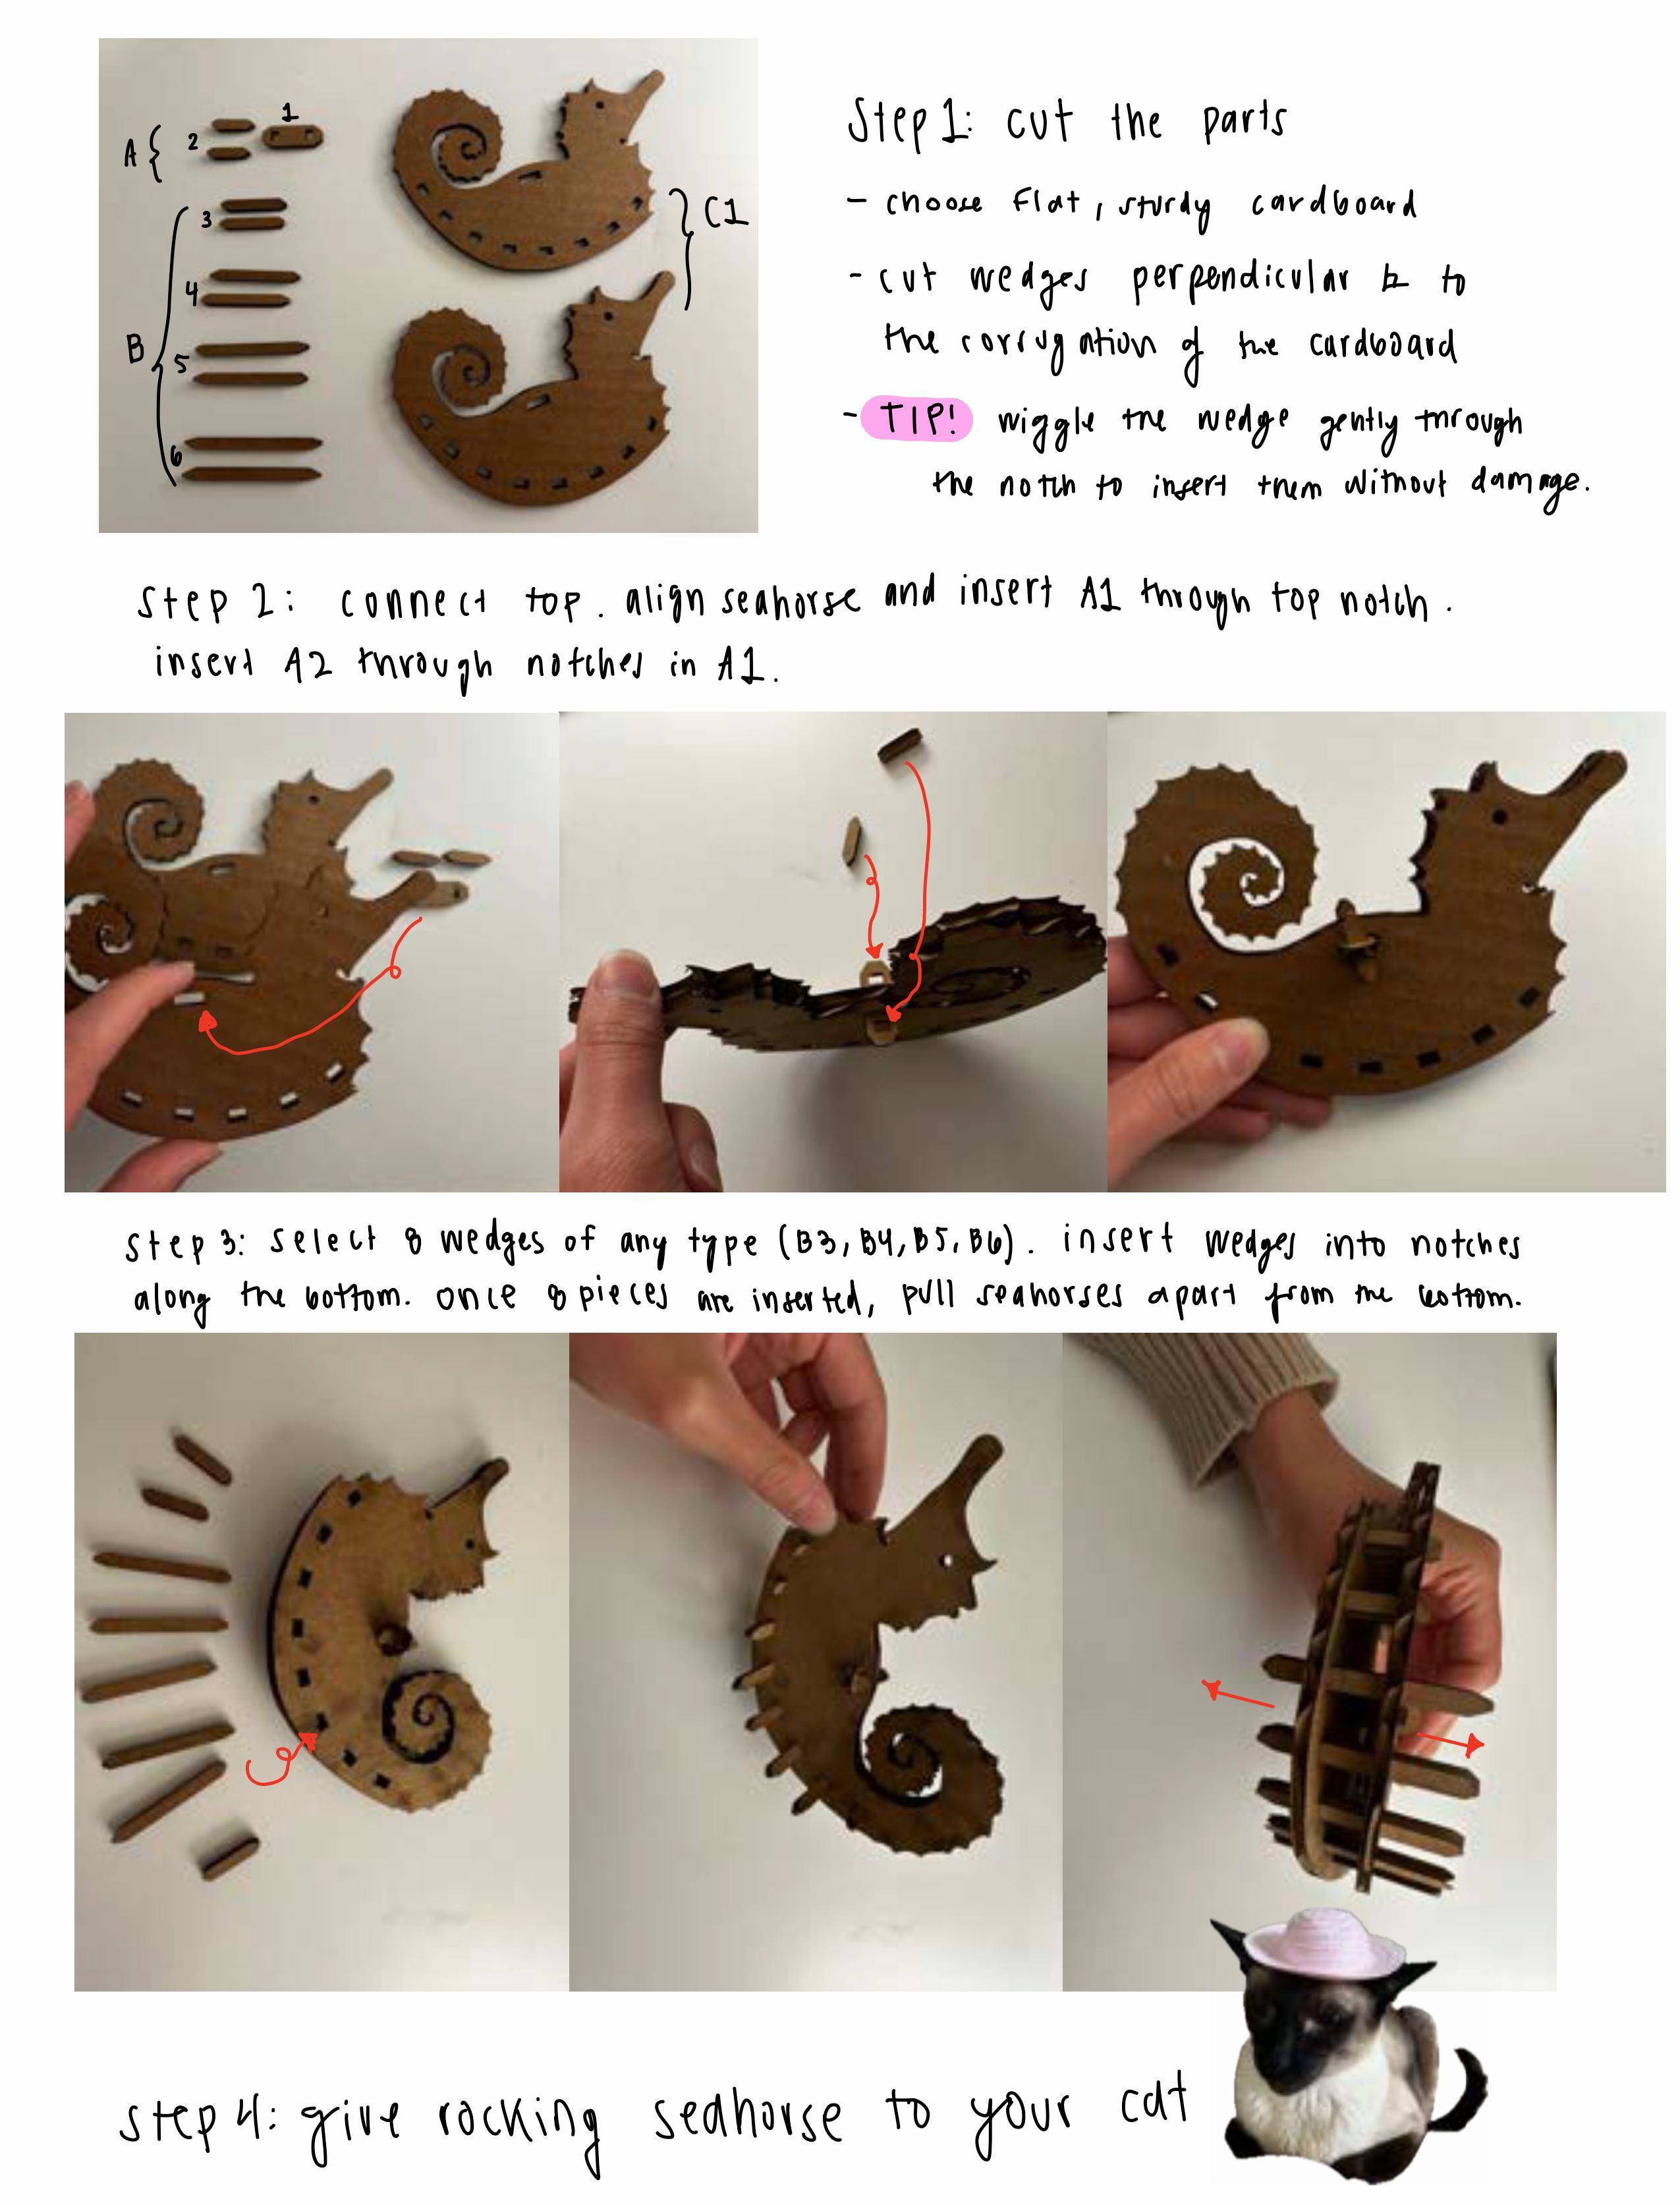 A { 2 1
3
4
B
5
6
} C1
Step 1: cut the parts
- choose flat, sturdy cardboard
- cut wedges perpendicular to
the corrugation of the cardboard
- TIP! wiggle the wedge gently through
the notch to insert them without damage.
Step 2: connect top. align seahorse and insert A1 through top notch.
insert A2 through notches in A1.
Step 3: select 8 wedges of any type (B3, B4, B5, B6). insert wedges into notches
along the bottom. once 8 pieces are inserted, pull seahorses apart from the bottom.
step 4: give rocking seahorse to your cat